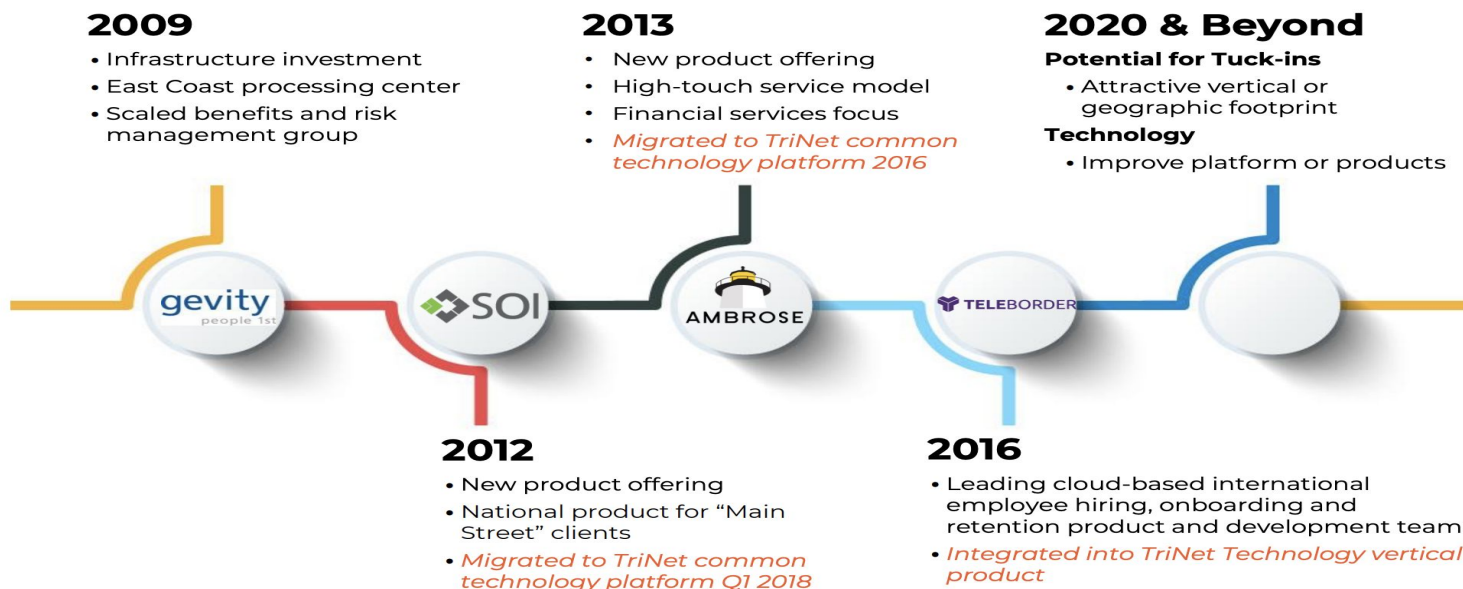 2009
• Infrastructure investment
• East Coast processing center
• Scaled benefits and risk
management group
2013
• New product offering
• High-touch service model
• Financial services focus
• Migrated to TriNet common
technology platform 2016
2020 & Beyond
Potential for Tuck-ins
• Attractive vertical or
geographic footprint
Technology
• Improve platform or products
gevity
people 1st
SOI
AMBROSE
TELEBORDER
2012
• New product offering
• National product for “Main
Street” clients
• Migrated to TriNet common
technology platform Q1 2018
2016
• Leading cloud-based international
employee hiring, onboarding and
retention product and development team
• Integrated into TriNet Technology vertical
product